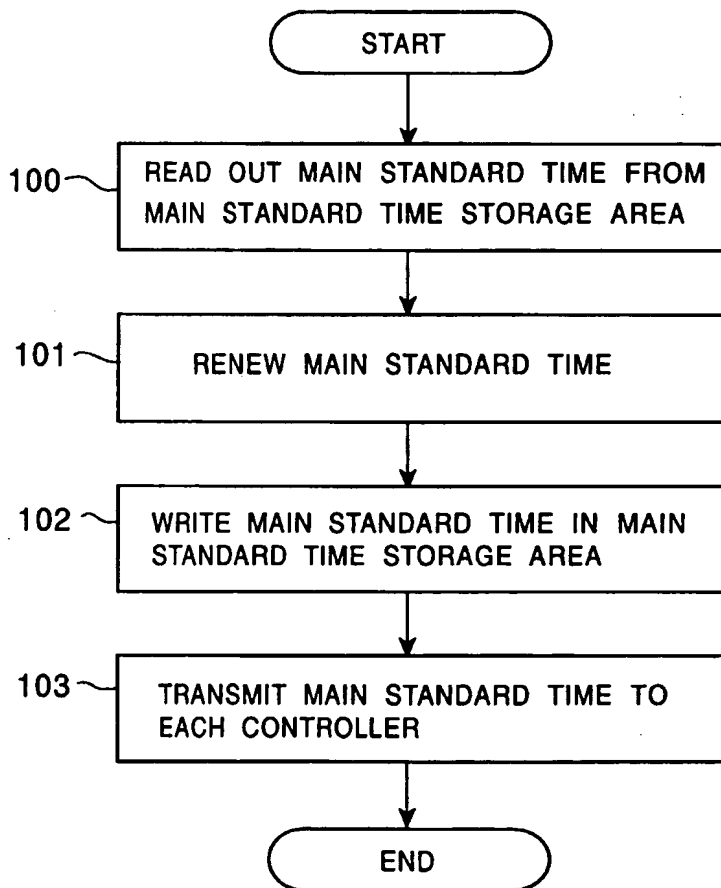 START
100
READ OUT MAIN STANDARD TIME FROM
MAIN STANDARD TIME STORAGE AREA
101
RENEW MAIN STANDARD TIME
102
WRITE MAIN STANDARD TIME IN MAIN
STANDARD TIME STORAGE AREA
103
TRANSMIT MAIN STANDARD TIME TO
EACH CONTROLLER
END